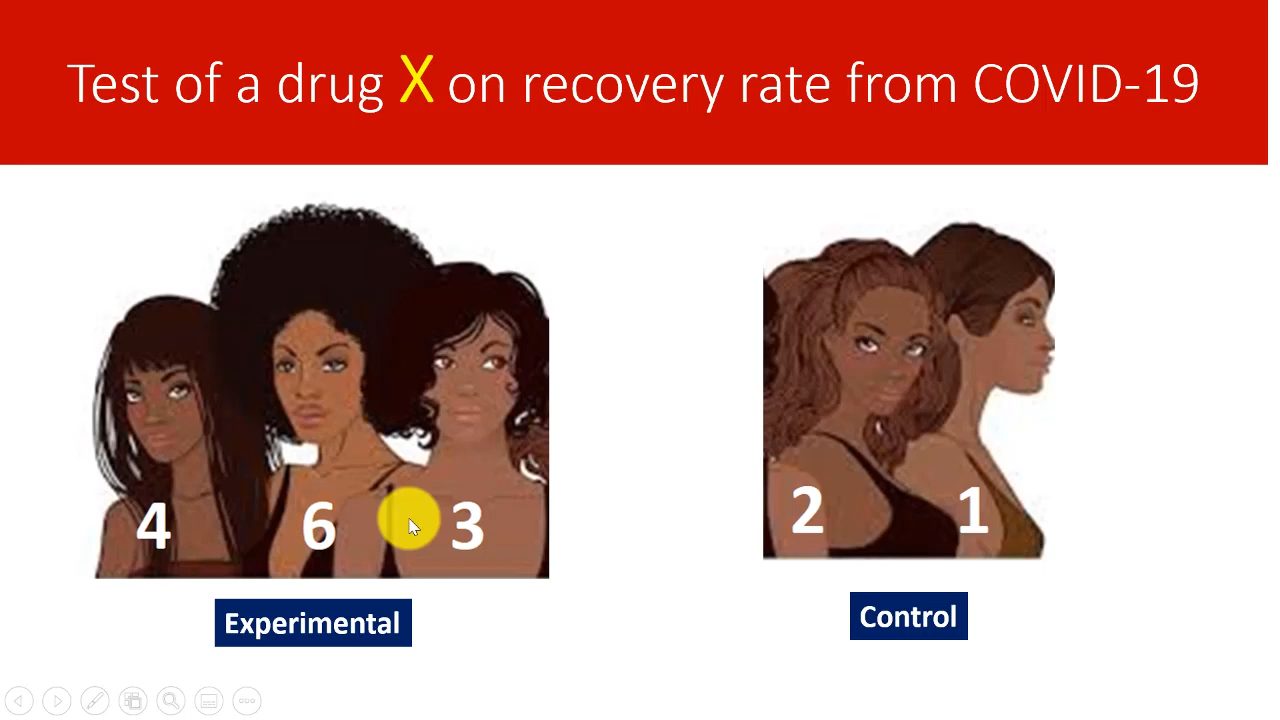 Test of a drug X on recovery rate from COVID-19
4 6 3
2 1
Experimental
Control